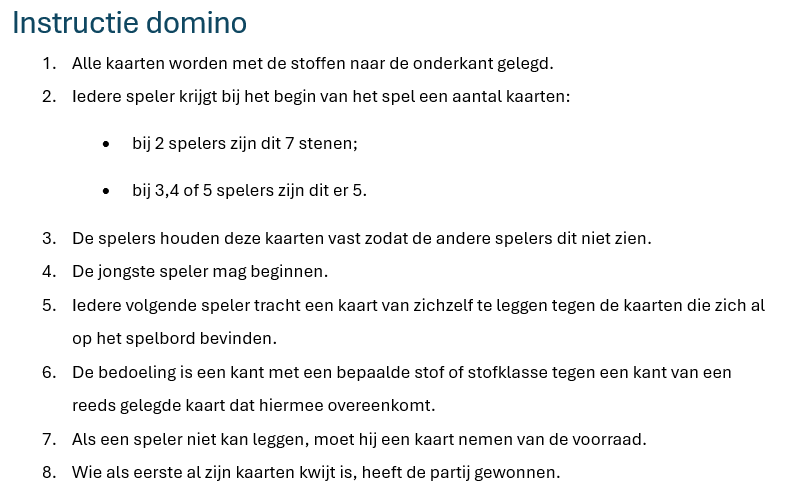 Instructie domino
1. Alle kaarten worden met de stoffen naar de onderkant gelegd.
2. Iedere speler krijgt bij het begin van het spel een aantal kaarten:
• bij 2 spelers zijn dit 7 stenen;
• bij 3,4 of 5 spelers zijn dit er 5.
3. De spelers houden deze kaarten vast zodat de andere spelers dit niet zien.
4. De jongste speler mag beginnen.
5. Iedere volgende speler tracht een kaart van zichzelf te leggen tegen de kaarten die zich al
op het spelbord bevinden.
6. De bedoeling is een kant met een bepaalde stof of stofklasse tegen een kant van een
reeds gelegde kaart dat hiermee overeenkomt.
7. Als een speler niet kan leggen, moet hij een kaart nemen van de voorraad.
8. Wie als eerste al zijn kaarten kwijt is, heeft de partij gewonnen.